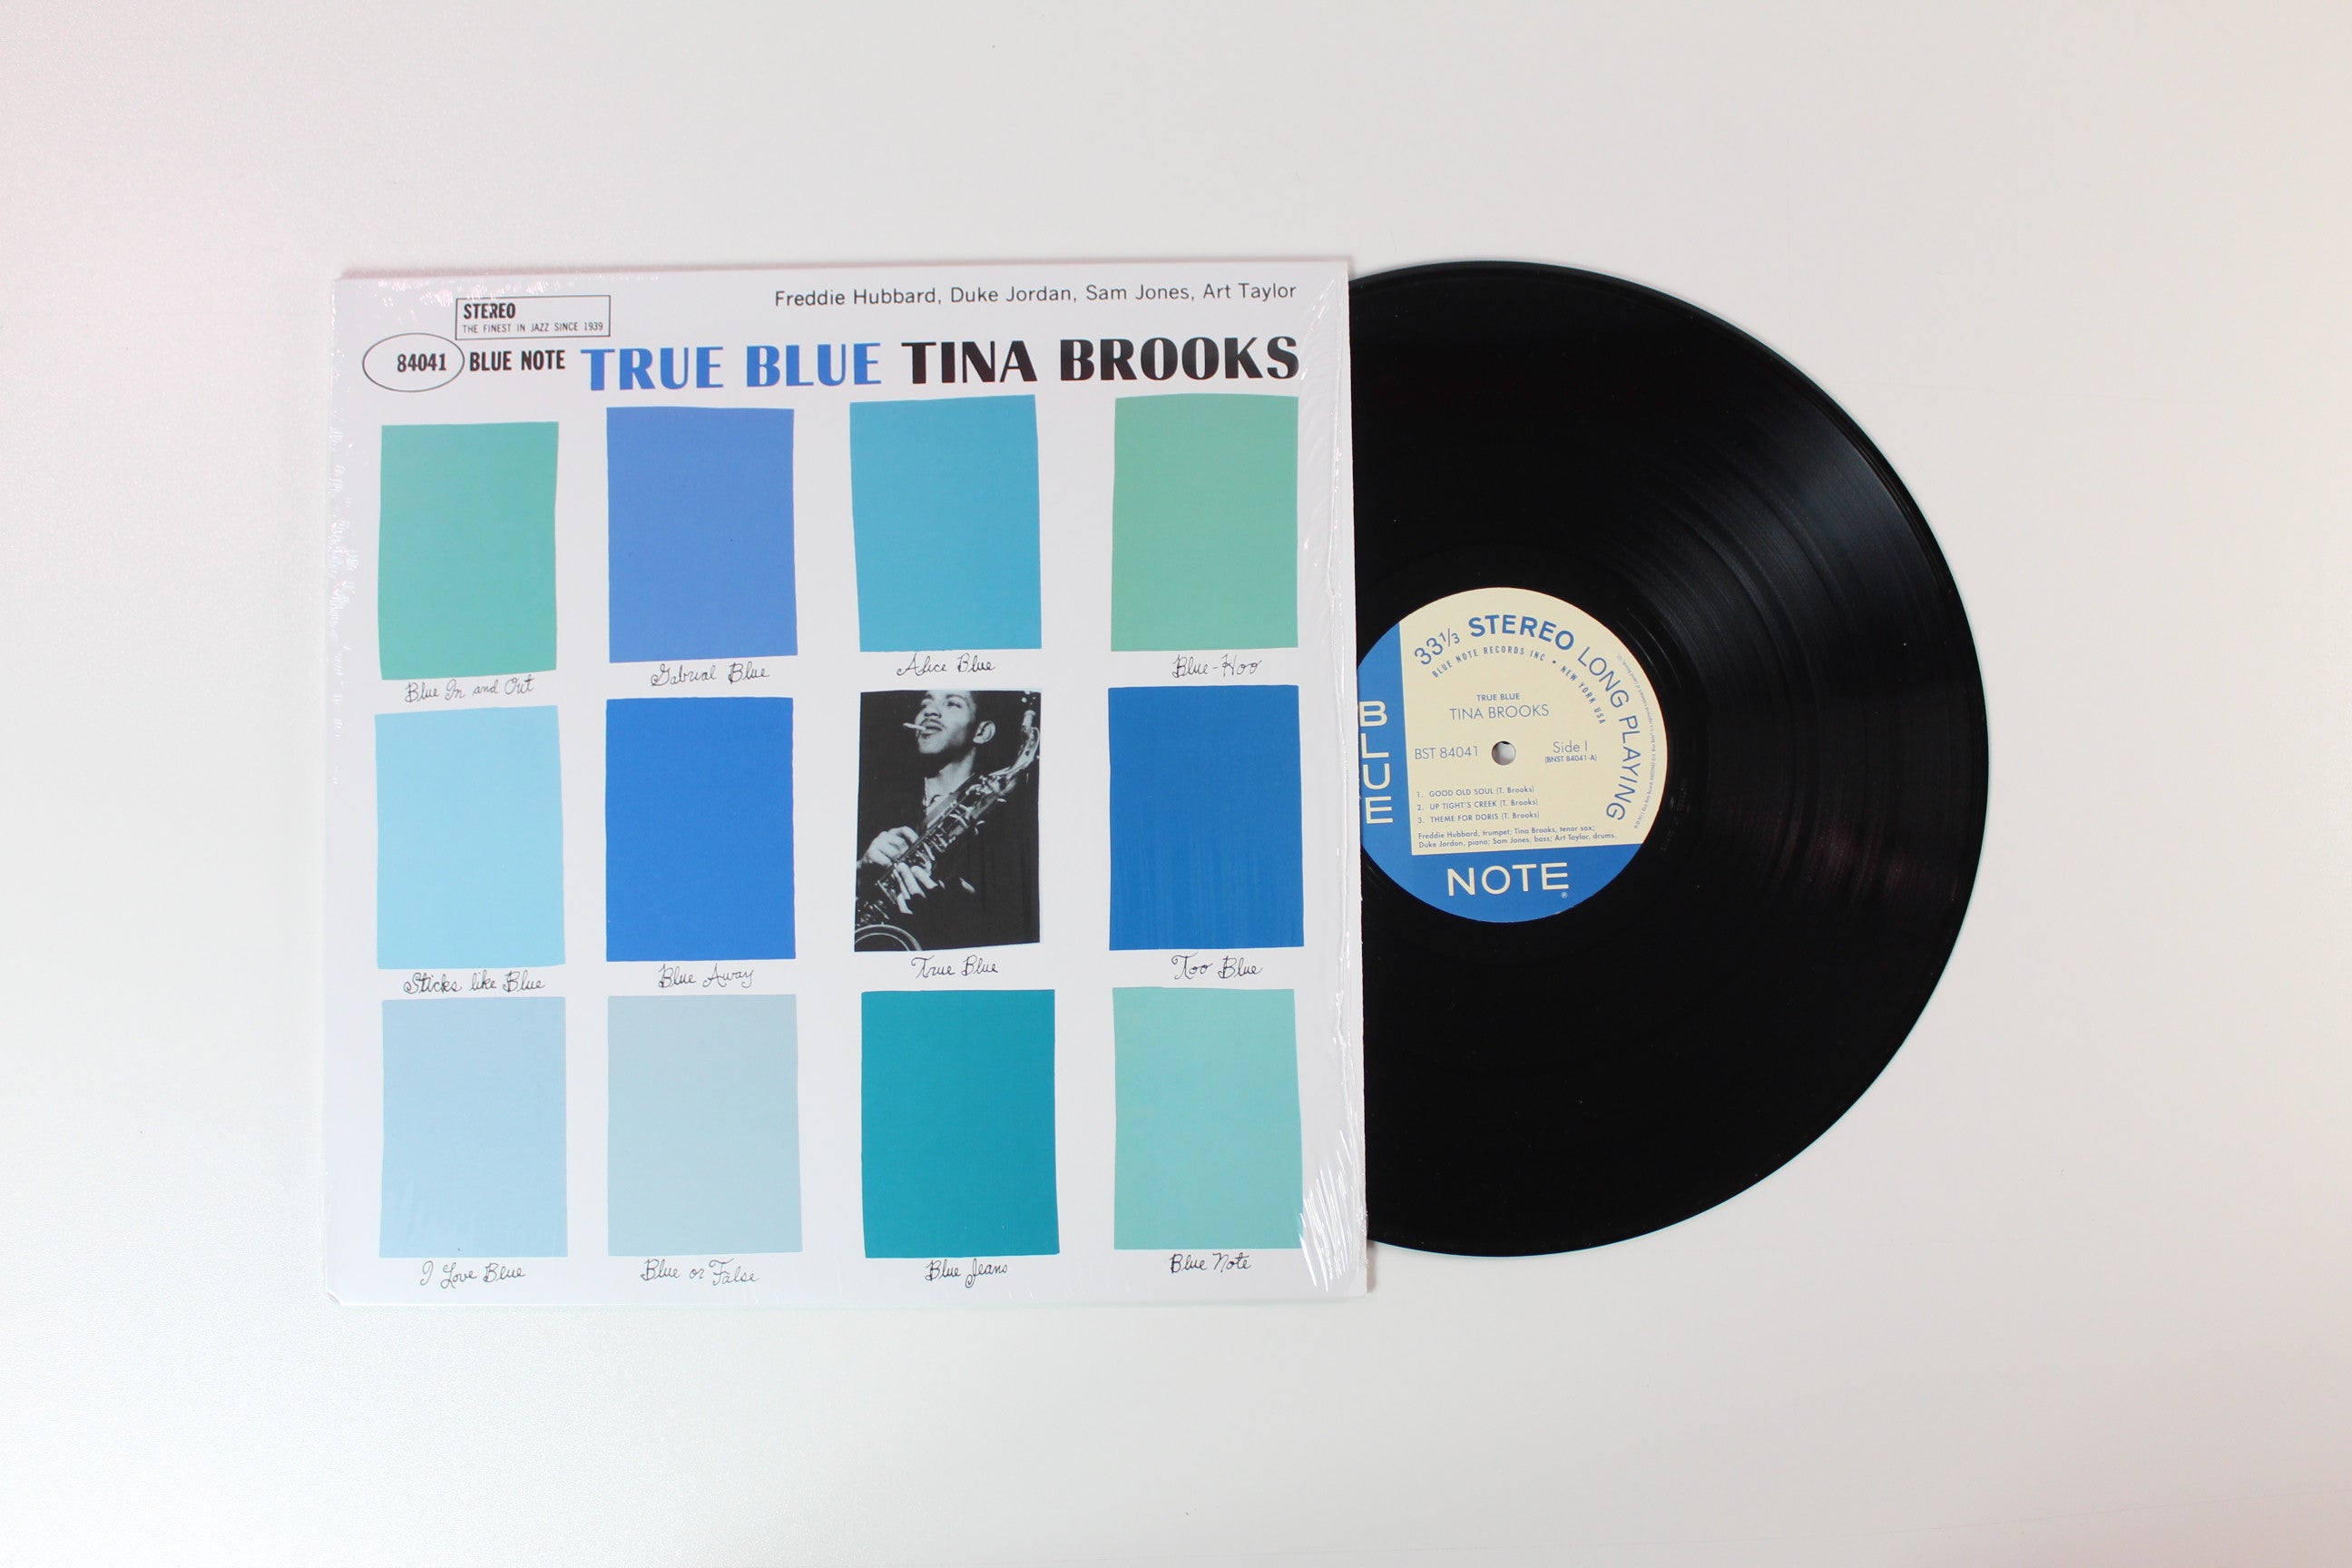 Freddie Hubbard, Duke Jordan, Sam Jones, Art Taylor
STEREO
THE FINEST IN JAZZ SINCE 1939
84041 BLUE NOTE TRUE BLUE TINA BROOKS
Blue In and Out
Gabrial Blue
Alice Blue
Blue-Hoo
Sticks like Blue
Blue Away
True Blue
Too Blue
I Love Blue
Blue or False
Blue Jeans
Blue Note
33 1/3 STEREO LONG PLAYING
BLUE NOTE RECORDS INC • NEW YORK USA
TRUE BLUE
TINA BROOKS
BST 84041
Side I
(BNST 84041-A)
1. GOOD OLD SOUL (T. Brooks)
2. UP TIGHT'S CREEK (T. Brooks)
3. THEME FOR DORIS (T. Brooks)
Freddie Hubbard, trumpet; Tina Brooks, tenor sax;
Duke Jordon, piano; Sam Jones, bass; Art Taylor, drums.
BLUE
NOTE
®